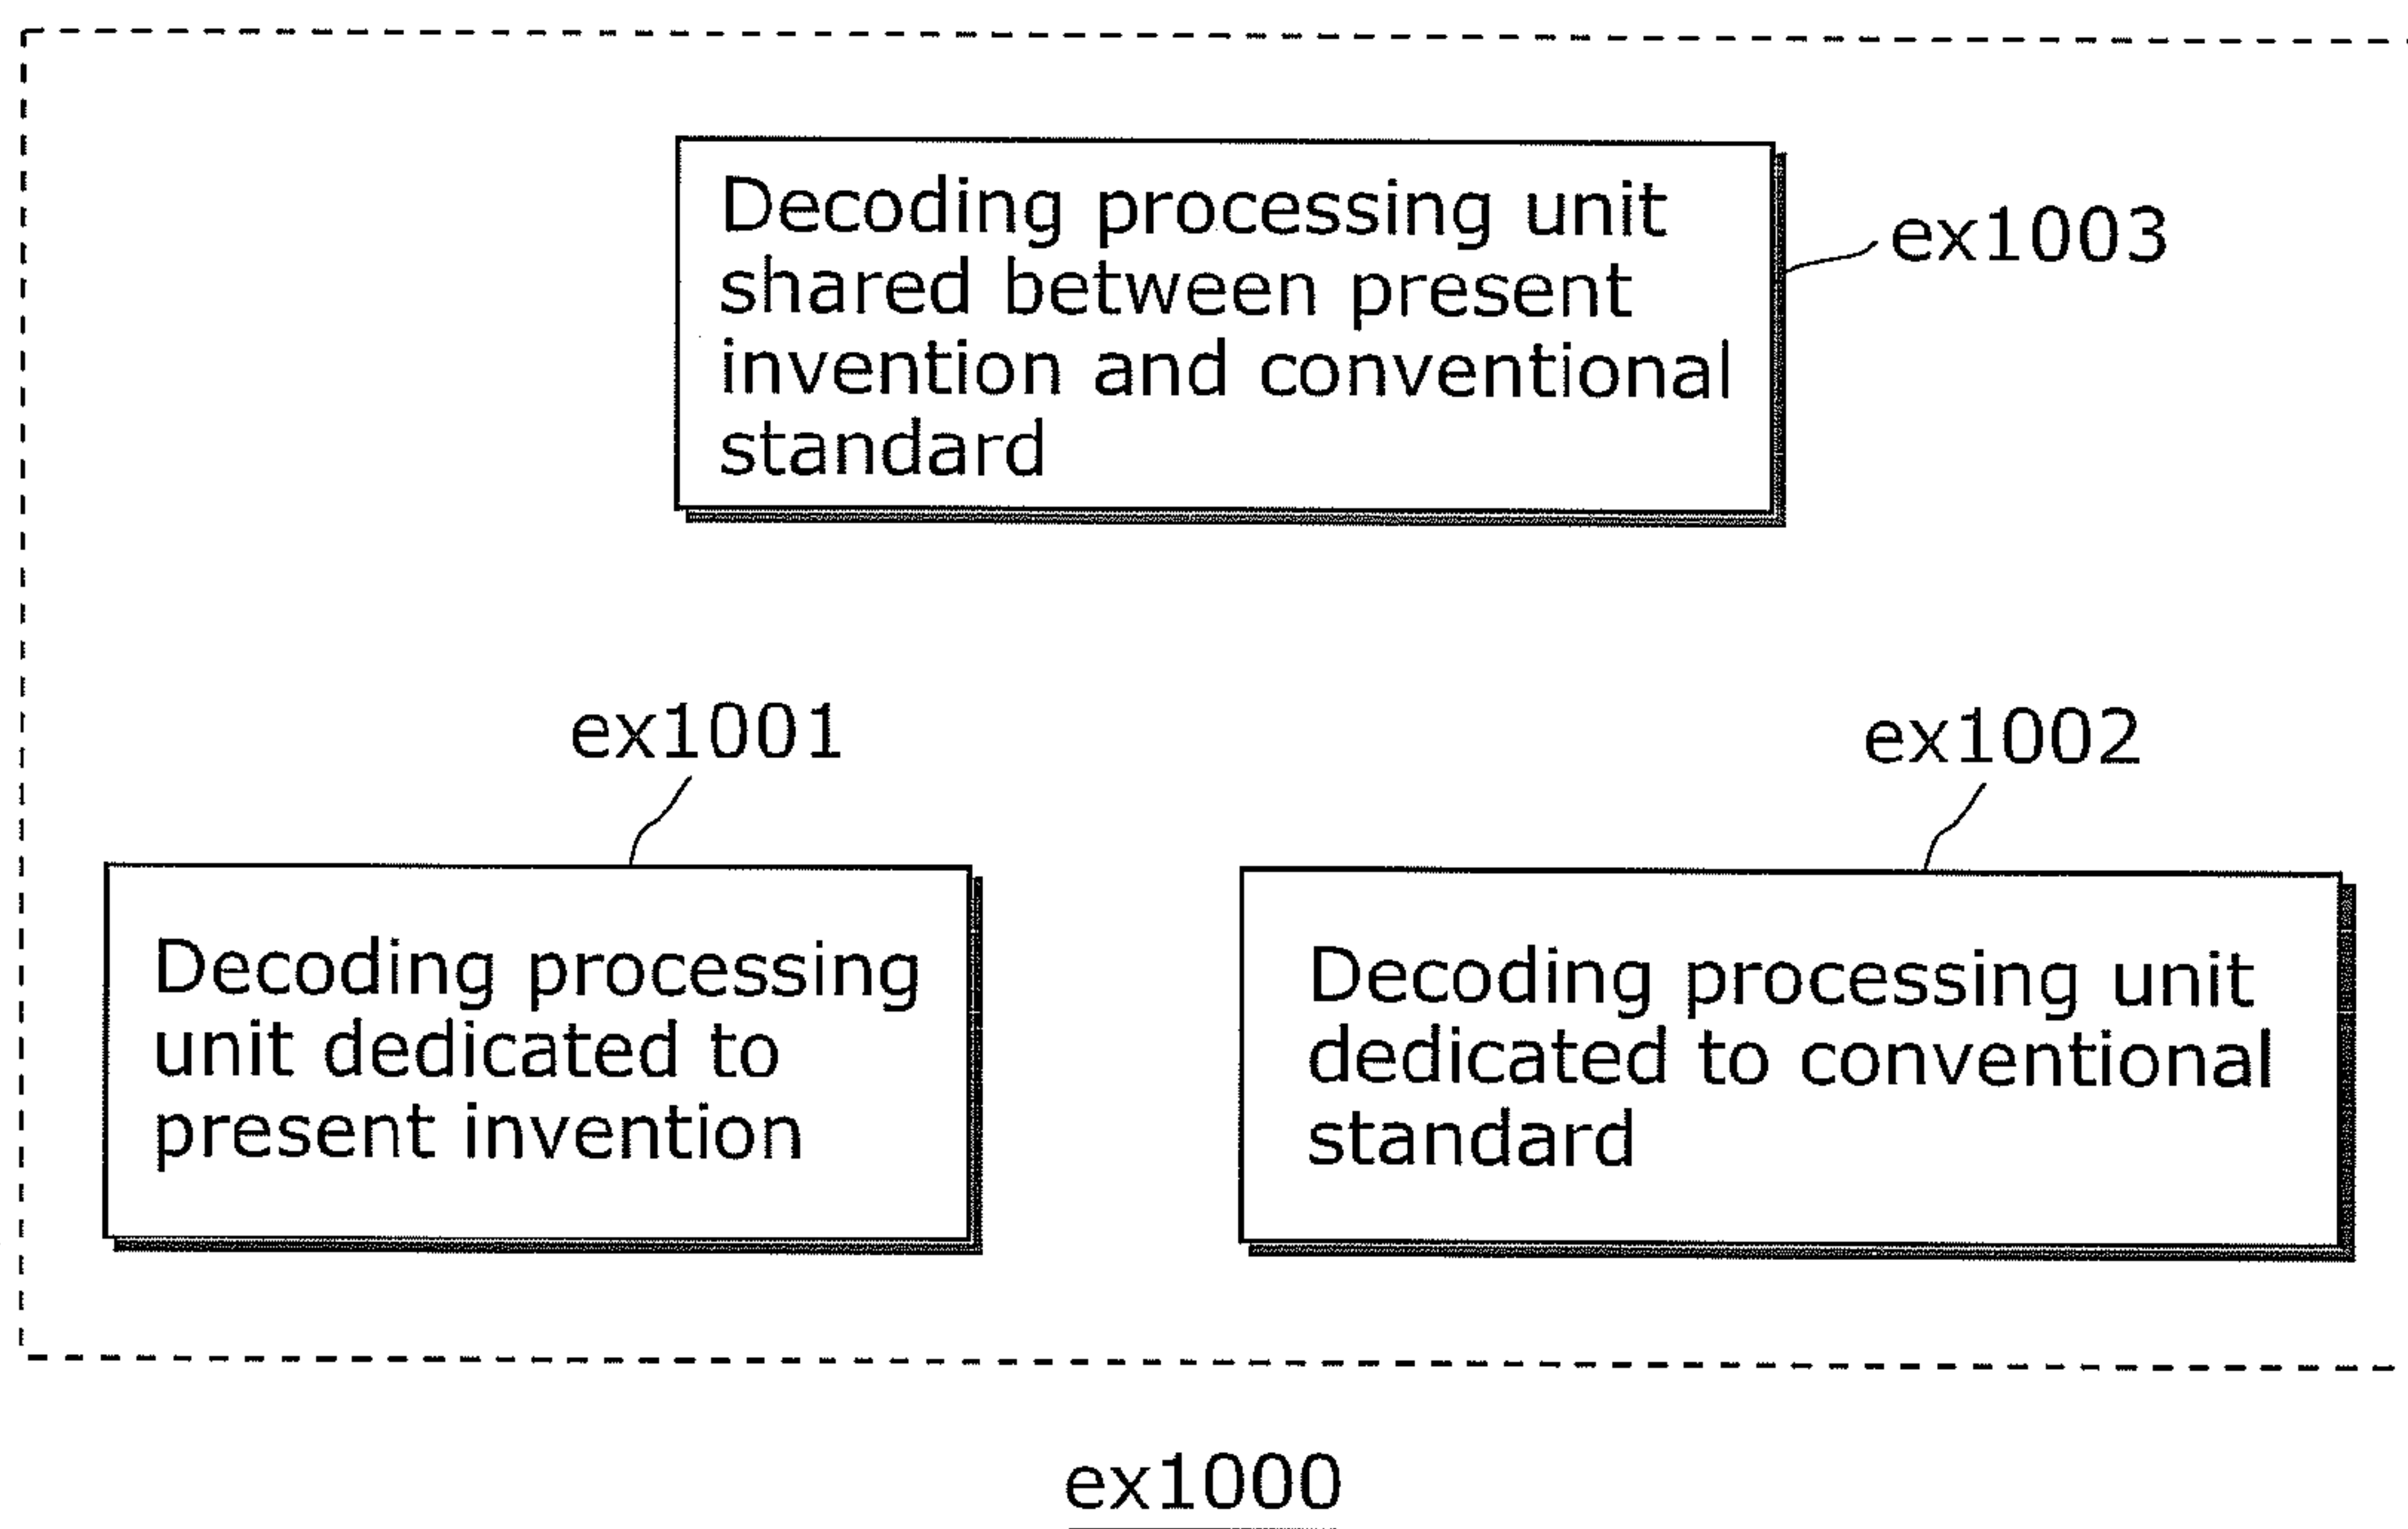 Decoding processing unit
shared between present
invention and conventional
standard
ex1003
ex1001
ex1002
Decoding processing
unit dedicated to
present invention
Decoding processing unit
dedicated to conventional
standard
ex1000